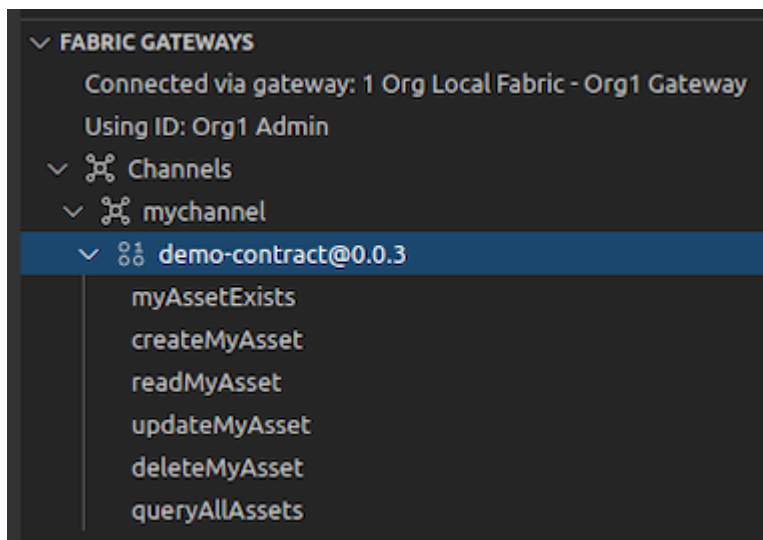 FABRIC GATEWAYS
Connected via gateway: 1 Org Local Fabric - Org1 Gateway
Using ID: Org1 Admin
Channels
mychannel
demo-contract@0.0.3
myAssetExists
createMyAsset
readMyAsset
updateMyAsset
deleteMyAsset
queryAllAssets